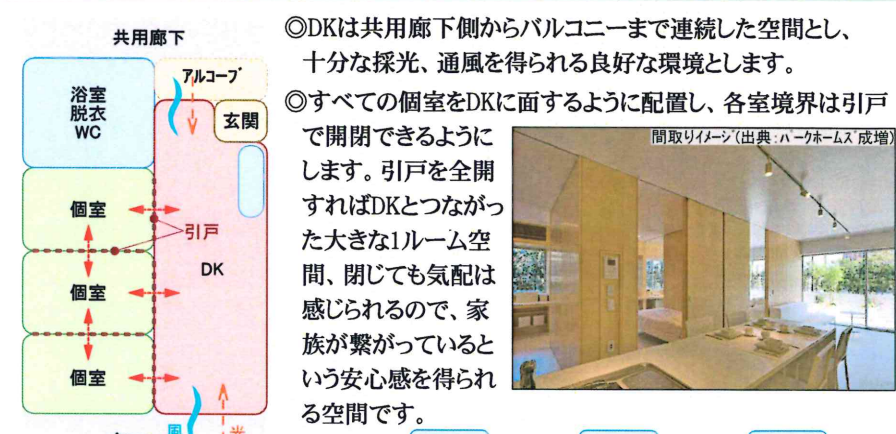 共用廊下
アルコーブ
浴室
脱衣
WC
玄関
個室
引戸
DK
個室
個室
風
光
◎DKは共用廊下側からバルコニーまで連続した空間とし、
十分な採光、通風を得られる良好な環境とします。
◎すべての個室をDKに面するように配置し、各室境界は引戸
で開閉できるように
します。引戸を全開
すればDKとつながっ
た大きな1ルーム空
間、閉じても気配は
感じられるので、家
族が繋がっていると
いう安心感を得られ
る空間です。
間取りイメージ(出典:パークホームズ成増)